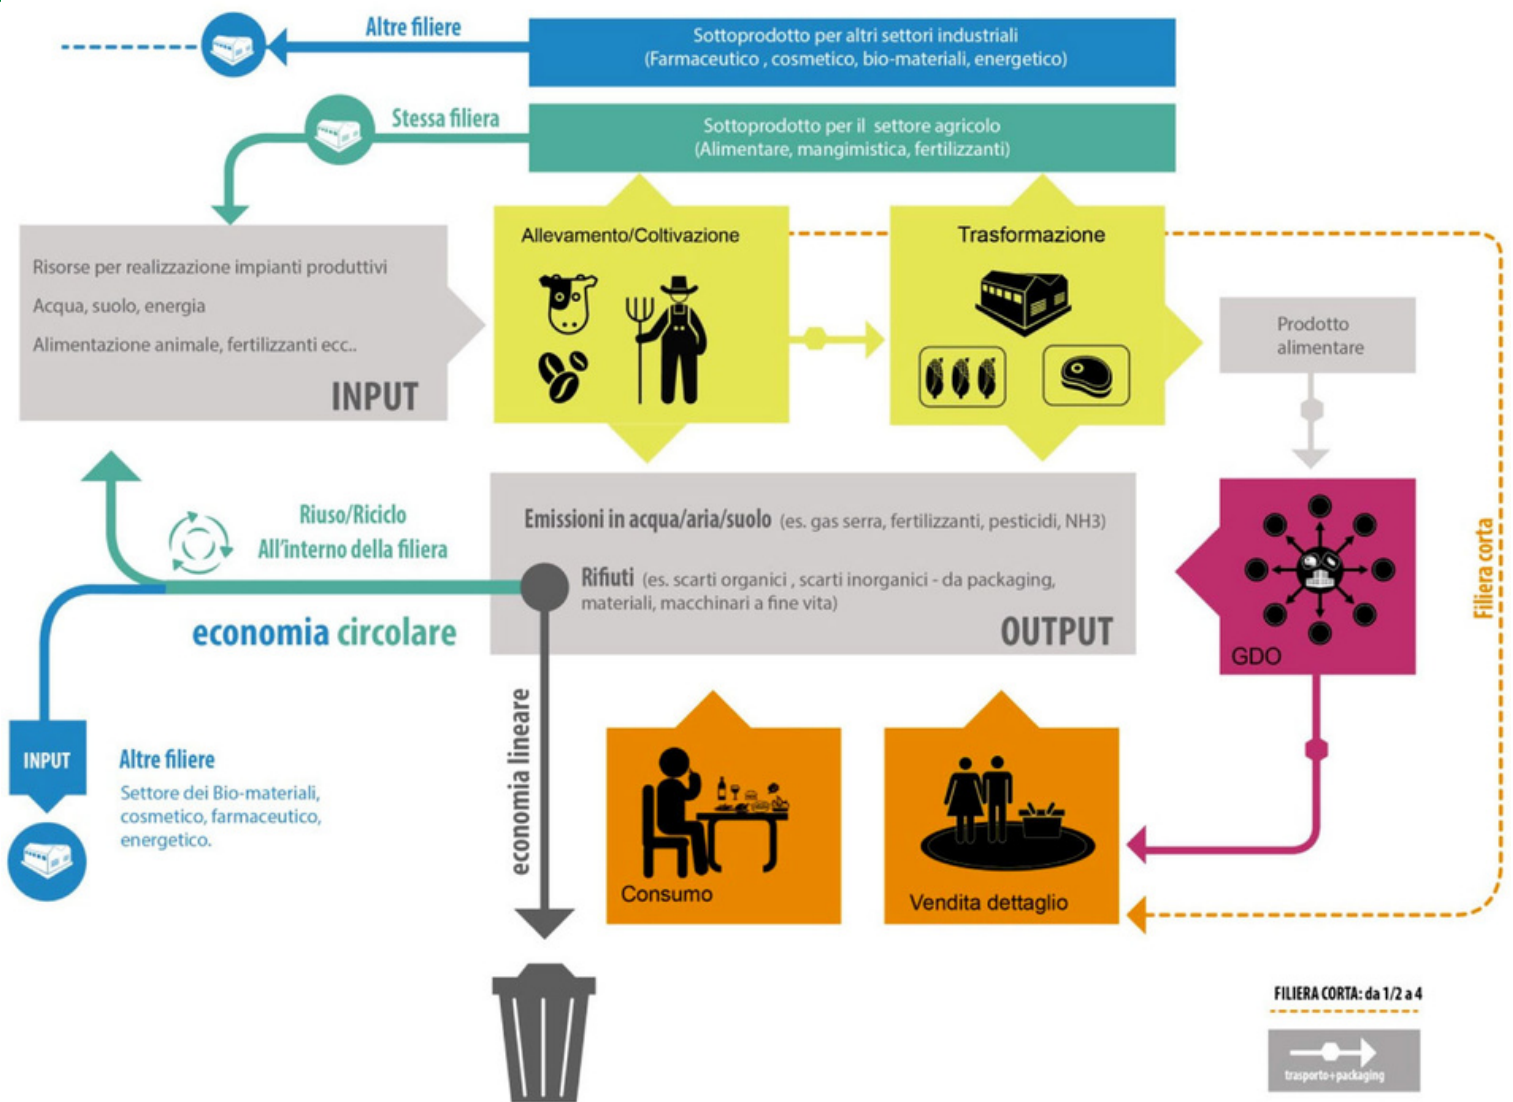 Altre filiere
Sottoprodotto per altri settori industriali
(Farmaceutico , cosmetico, bio-materiali, energetico)
Stessa filiera
Sottoprodotto per il settore agricolo
(Alimentare, mangimistica, fertilizzanti)
Risorse per realizzazione impianti produttivi
Acqua, suolo, energia
Alimentazione animale, fertilizzanti ecc..
INPUT
Allevamento/Coltivazione
Trasformazione
Prodotto
alimentare
Filiera corta
Riuso/Riciclo
All'interno della filiera
economia circolare
Emissioni in acqua/aria/suolo (es. gas serra, fertilizzanti, pesticidi, NH3)
Rifiuti (es. scarti organici , scarti inorganici - da packaging,
materiali, macchinari a fine vita)
OUTPUT
GDO
INPUT
Altre filiere
Settore dei Bio-materiali,
cosmetico, farmaceutico,
energetico.
economia lineare
Consumo
Vendita dettaglio
FILIERA CORTA: da 1/2 a 4
trasporto+packaging